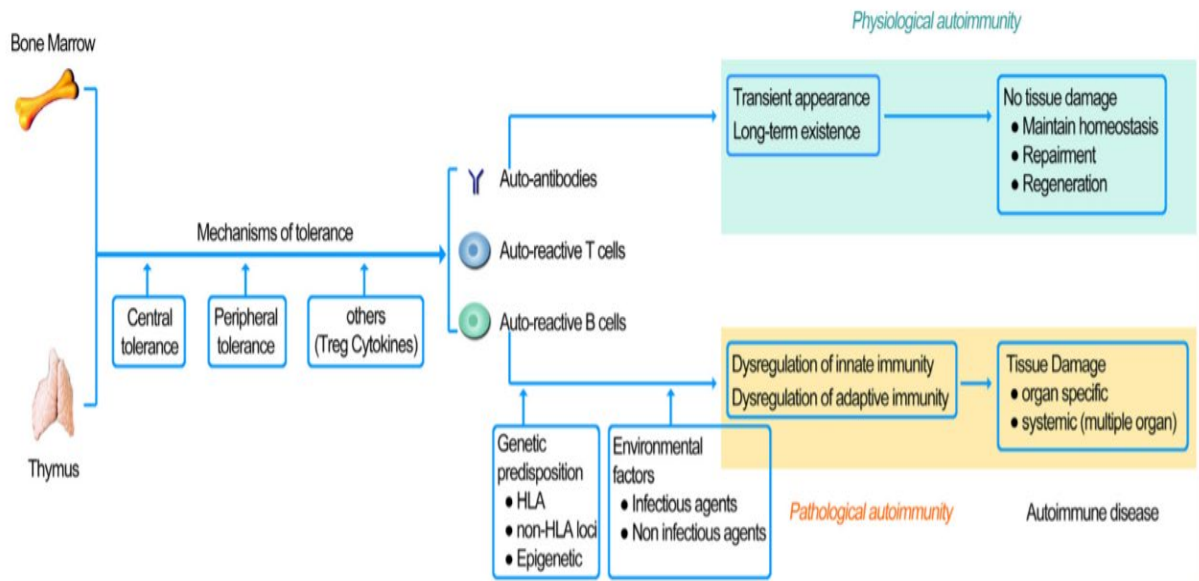 Physiological autoimmunity
Bone Marrow
Transient appearance
Long-term existence
No tissue damage
● Maintain homeostasis
● Repairment
● Regeneration
Auto-antibodies
Mechanisms of tolerance
Auto-reactive T cells
Central
tolerance
Peripheral
tolerance
others
(Treg Cytokines)
Auto-reactive B cells
Thymus
Dysregulation of innate immunity
Dysregulation of adaptive immunity
Tissue Damage
● organ specific
● systemic (multiple organ)
Genetic
predisposition
● HLA
● non-HLA loci
● Epigenetic
Environmental
factors
● Infectious agents
● Non infectious agents
Pathological autoimmunity
Autoimmune disease